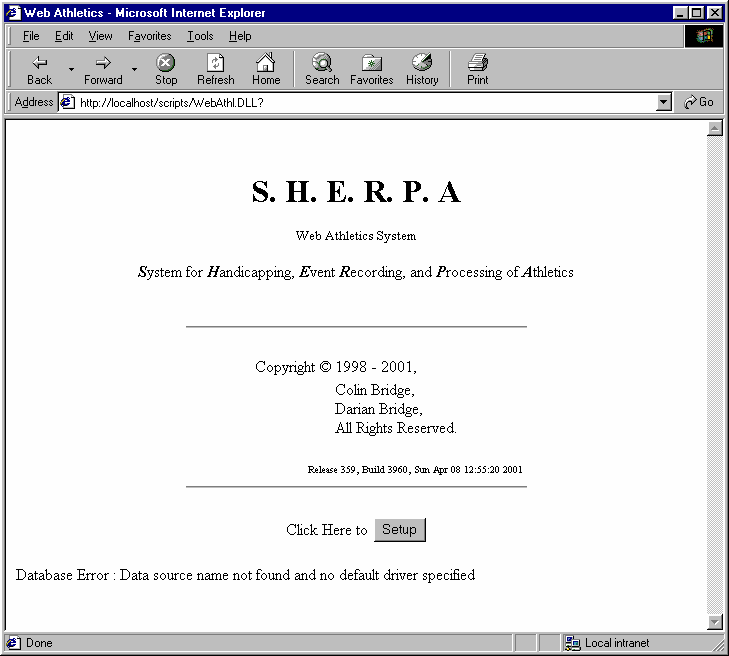 Web Athletics - Microsoft Internet Explorer
File Edit View Favorites Tools Help
Back Forward Stop Refresh Home Search Favorites History Print
Address http://localhost/scripts/WebAthl.DLL? Go
S. H. E. R. P. A
Web Athletics System
System for Handicapping, Event Recording, and Processing of Athletics
Copyright © 1998 - 2001,
Colin Bridge,
Darian Bridge,
All Rights Reserved.
Release 359, Build 3960, Sun Apr 08 12:55:20 2001
Click Here to Setup
Database Error : Data source name not found and no default driver specified
Done Local intranet